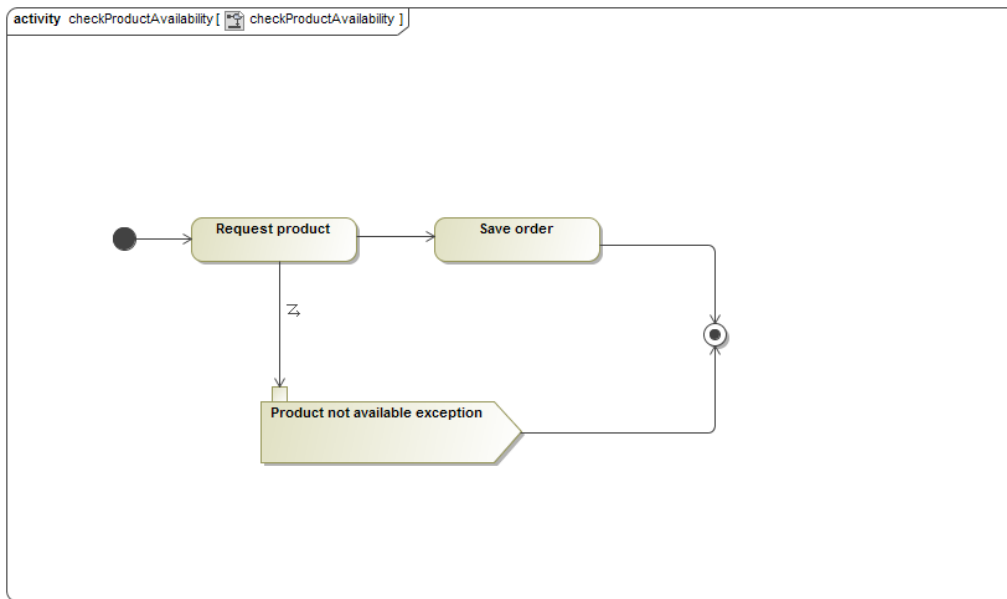 activity checkProductAvailability [ checkProductAvailability ]
Request product
Save order
Product not available exception